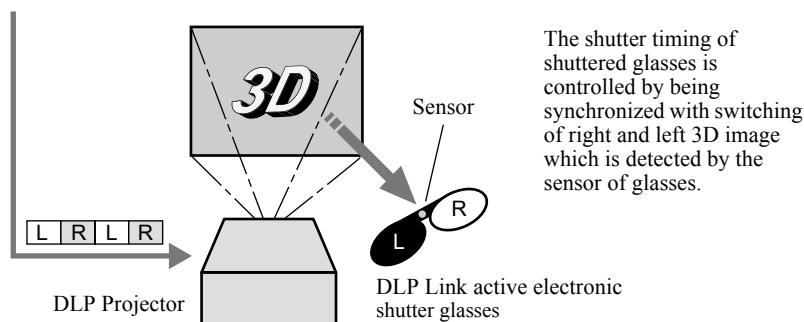 3D
The shutter timing of
shuttered glasses is
controlled by being
synchronized with switching
of right and left 3D image
which is detected by the
sensor of glasses.
Sensor
R
L
L R L R
DLP Projector
DLP Link active electronic
shutter glasses